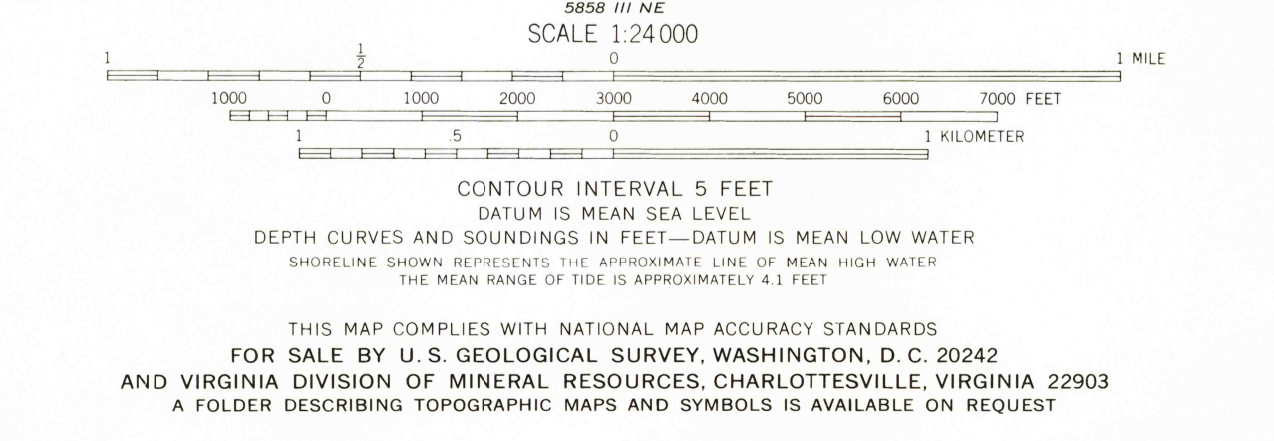 5858 III NE
SCALE 1:24 000
1 ½ 0 1 MILE
1000 0 1000 2000 3000 4000 5000 6000 7000 FEET
1 .5 0 1 KILOMETER
CONTOUR INTERVAL 5 FEET
DATUM IS MEAN SEA LEVEL
DEPTH CURVES AND SOUNDINGS IN FEET—DATUM IS MEAN LOW WATER
SHORELINE SHOWN REPRESENTS THE APPROXIMATE LINE OF MEAN HIGH WATER
THE MEAN RANGE OF TIDE IS APPROXIMATELY 4.1 FEET
THIS MAP COMPLIES WITH NATIONAL MAP ACCURACY STANDARDS
FOR SALE BY U. S. GEOLOGICAL SURVEY, WASHINGTON, D. C. 20242
AND VIRGINIA DIVISION OF MINERAL RESOURCES, CHARLOTTESVILLE, VIRGINIA 22903
A FOLDER DESCRIBING TOPOGRAPHIC MAPS AND SYMBOLS IS AVAILABLE ON REQUEST